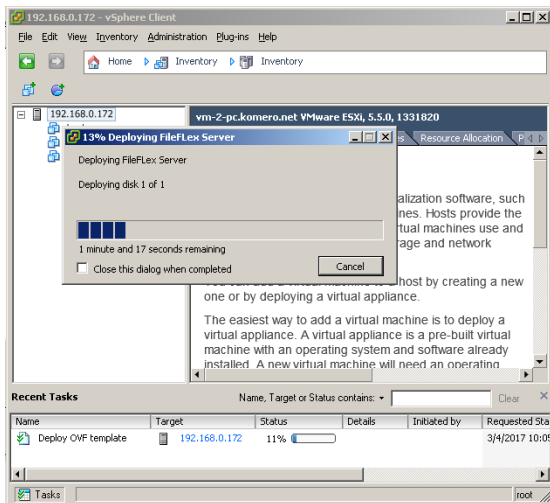 192.168.0.172 - vSphere Client
File Edit View Inventory Administration Plug-ins Help
Home Inventory Inventory
192.168.0.172
vm-2-pc.komero.net VMware ESXi, 5.5.0, 1331820
Resource Allocation
13% Deploying FileFLex Server
Deploying FileFLex Server
Deploying disk 1 of 1
1 minute and 17 seconds remaining
Close this dialog when completed
Cancel
alization software, such
nes. Hosts provide the
rtual machines use and
rage and network
host by creating a new
one or by deploying a virtual appliance.
The easiest way to add a virtual machine is to deploy a
virtual appliance. A virtual appliance is a pre-built virtual
machine with an operating system and software already
installed. A new virtual machine will need an operating
Recent Tasks
Name, Target or Status contains:
Clear
Name Target Status Details Initiated by Requested Sta
Deploy OVF template 192.168.0.172 11% 3/4/2017 10:05
Tasks
root